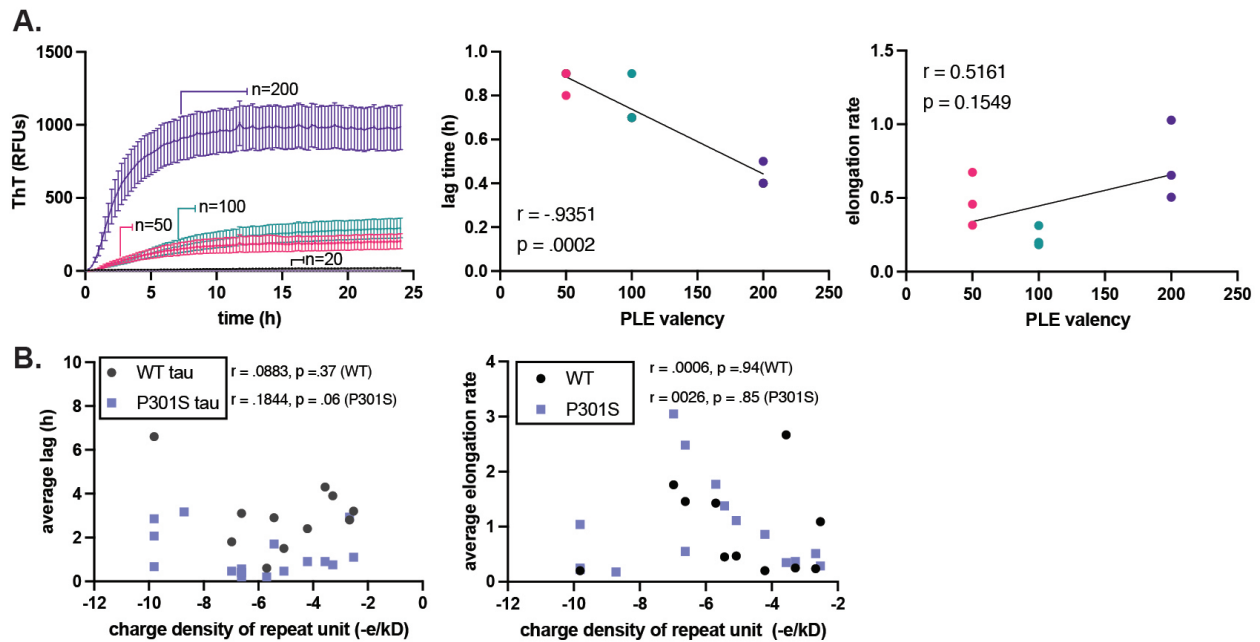 A.
1500
1000
500
0
ThT (RFUs)
n=200
n=100
n=50
n=20
0 5 10 15 20 25
time (h)
1.0
0.8
0.6
0.4
0.2
0.0
lag time (h)
r = -.9351
p = .0002
0 50 100 150 200 250
PLE valency
1.5
1.0
0.5
0.0
elongation rate
r = 0.5161
p = 0.1549
0 50 100 150 200 250
PLE valency
B.
10
8
6
4
2
0
average lag (h)
WT tau
P301S tau
r = .0883, p =.37 (WT)
r = .1844, p = .06 (P301S)
-12 -10 -8 -6 -4 -2 0
charge density of repeat unit (-e/kD)
4
3
2
1
0
average elongation rate
WT
P301S
r = .0006, p =.94(WT)
r = 0026, p = .85 (P301S)
-12 -10 -8 -6 -4 -2
charge density of repeat unit (-e/kD)